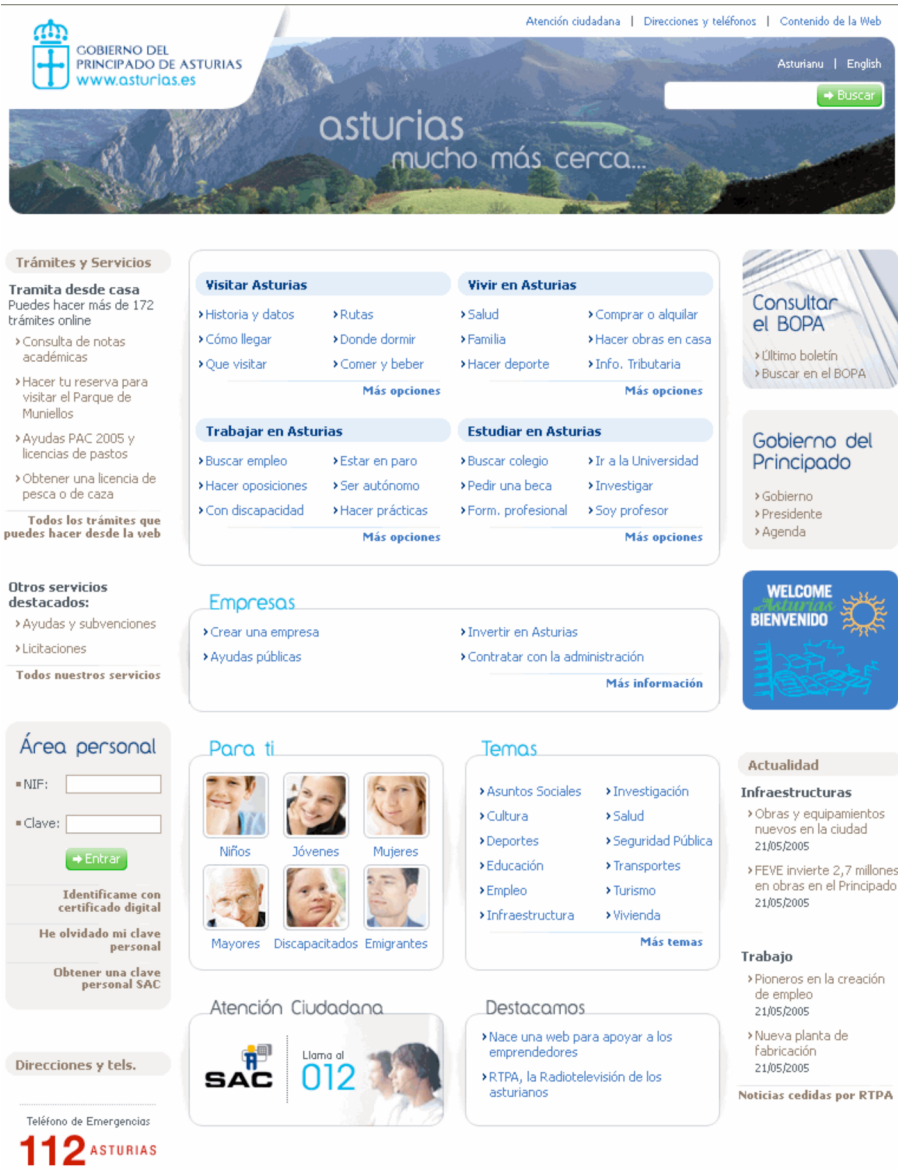 Atención ciudadana | Direcciones y teléfonos | Contenido de la Web
GOBIERNO DEL
PRINCIPADO DE ASTURIAS
www.asturias.es
Asturianu | English
Buscar
asturias
mucho más cerca...
Trámites y Servicios
Tramita desde casa
Puedes hacer más de 172
trámites online
Consulta de notas
académicas
Hacer tu reserva para
visitar el Parque de
Muniellos
Ayudas PAC 2005 y
licencias de pastos
Obtener una licencia de
pesca o de caza
Todos los trámites que
puedes hacer desde la web
Otros servicios
destacados:
Ayudas y subvenciones
Licitaciones
Todos nuestros servicios
Área personal
NIF:
Clave:
Entrar
Identifícame con
certificado digital
He olvidado mi clave
personal
Obtener una clave
personal SAC
Direcciones y tels.
Teléfono de Emergencias
112 ASTURIAS
Visitar Asturias
Historia y datos
Rutas
Cómo llegar
Donde dormir
Que visitar
Comer y beber
Más opciones
Vivir en Asturias
Salud
Comprar o alquilar
Familia
Hacer obras en casa
Hacer deporte
Info. Tributaria
Más opciones
Trabajar en Asturias
Buscar empleo
Estar en paro
Hacer oposiciones
Ser autónomo
Con discapacidad
Hacer prácticas
Más opciones
Estudiar en Asturias
Buscar colegio
Ir a la Universidad
Pedir una beca
Investigar
Form. profesional
Soy profesor
Más opciones
Empresas
Crear una empresa
Invertir en Asturias
Ayudas públicas
Contratar con la administración
Más información
Para ti
Niños
Jóvenes
Mujeres
Mayores
Discapacitados
Emigrantes
Temas
Asuntos Sociales
Investigación
Cultura
Salud
Deportes
Seguridad Pública
Educación
Transportes
Empleo
Turismo
Infraestructura
Vivienda
Más temas
Atención Ciudadana
SAC
Llama al
012
Destacamos
Nace una web para apoyar a los
emprendedores
RTPA, la Radiotelevisión de los
asturianos
Consultar
el BOPA
Último boletín
Buscar en el BOPA
Gobierno del
Principado
Gobierno
Presidente
Agenda
WELCOME
Asturias
BIENVENIDO
Actualidad
Infraestructuras
Obras y equipamientos
nuevos en la ciudad
21/05/2005
FEVE invierte 2,7 millones
en obras en el Principado
21/05/2005
Trabajo
Pioneros en la creación
de empleo
21/05/2005
Nueva planta de
fabricación
21/05/2005
Noticias cedidas por RTPA